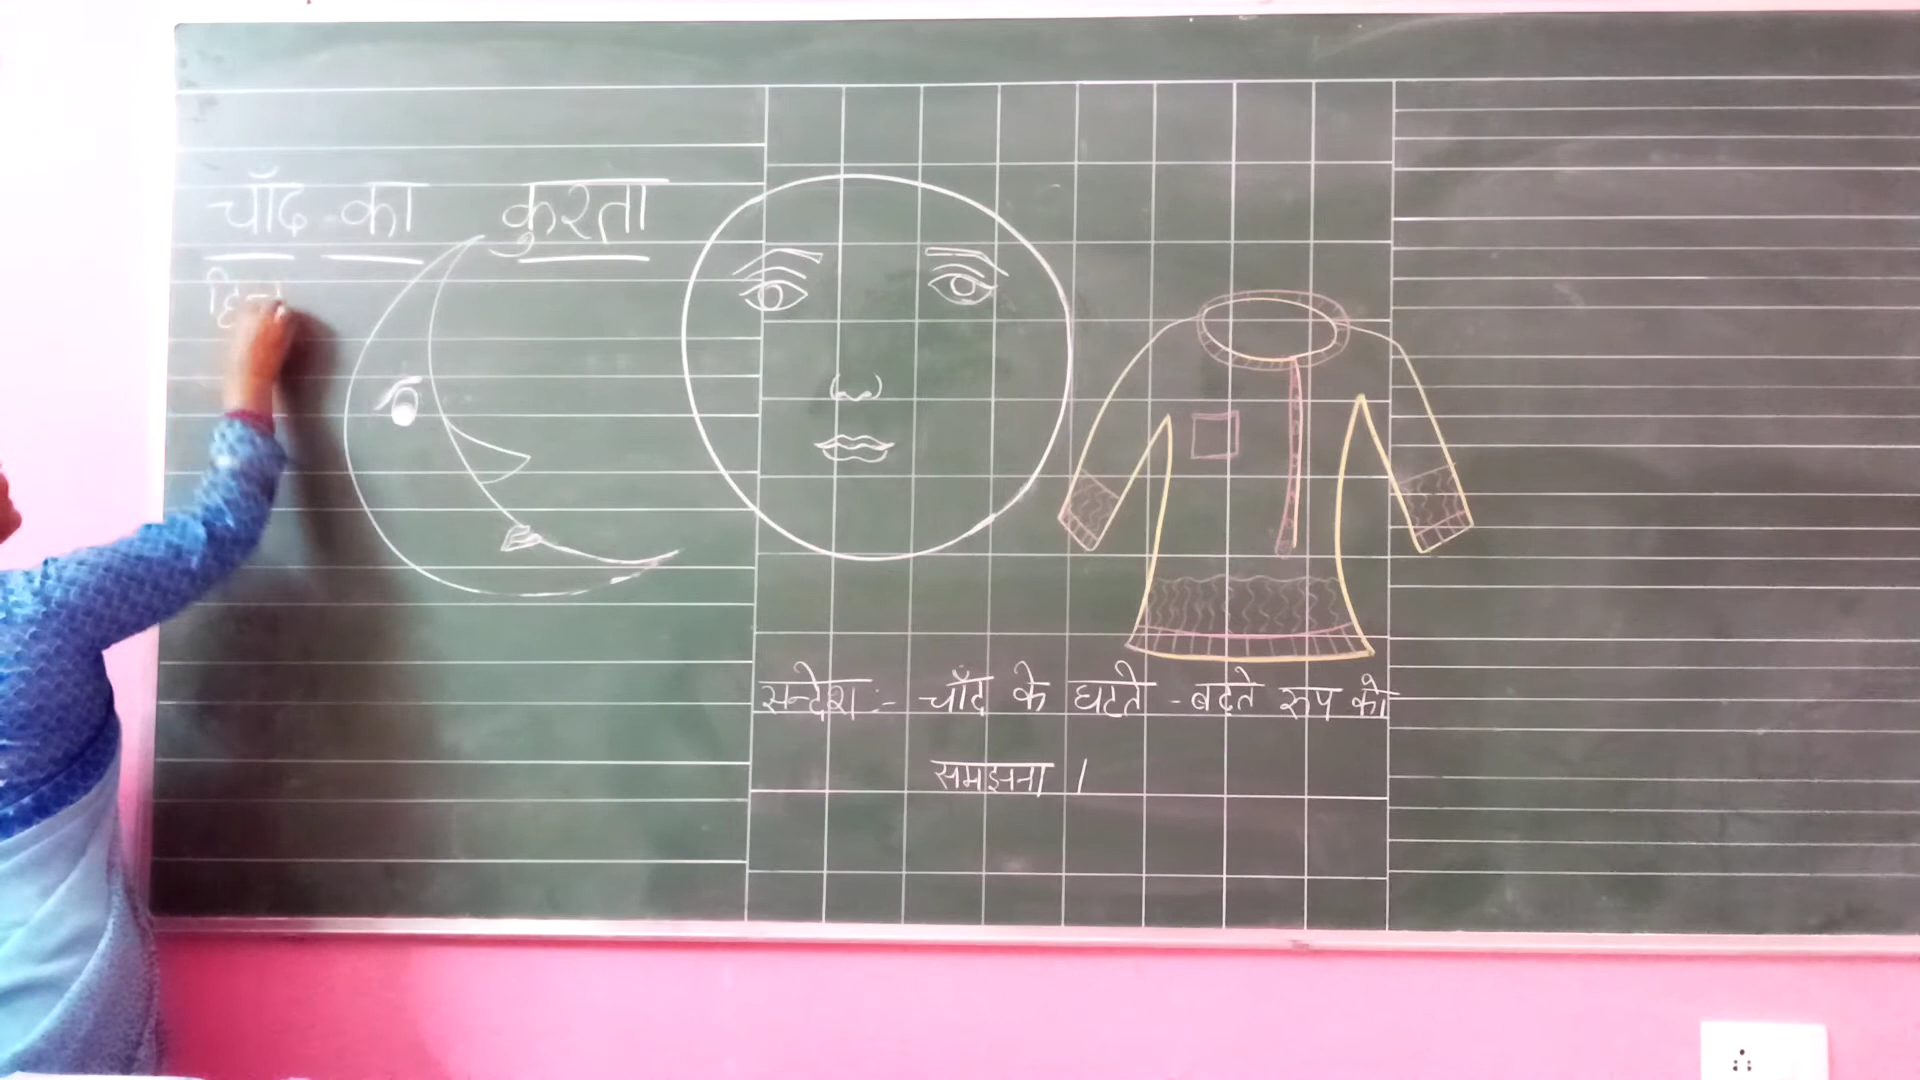 चाँद का कुरता
सन्देश :- चाँद के घटते - बढ़ते रूप को
समझना ।